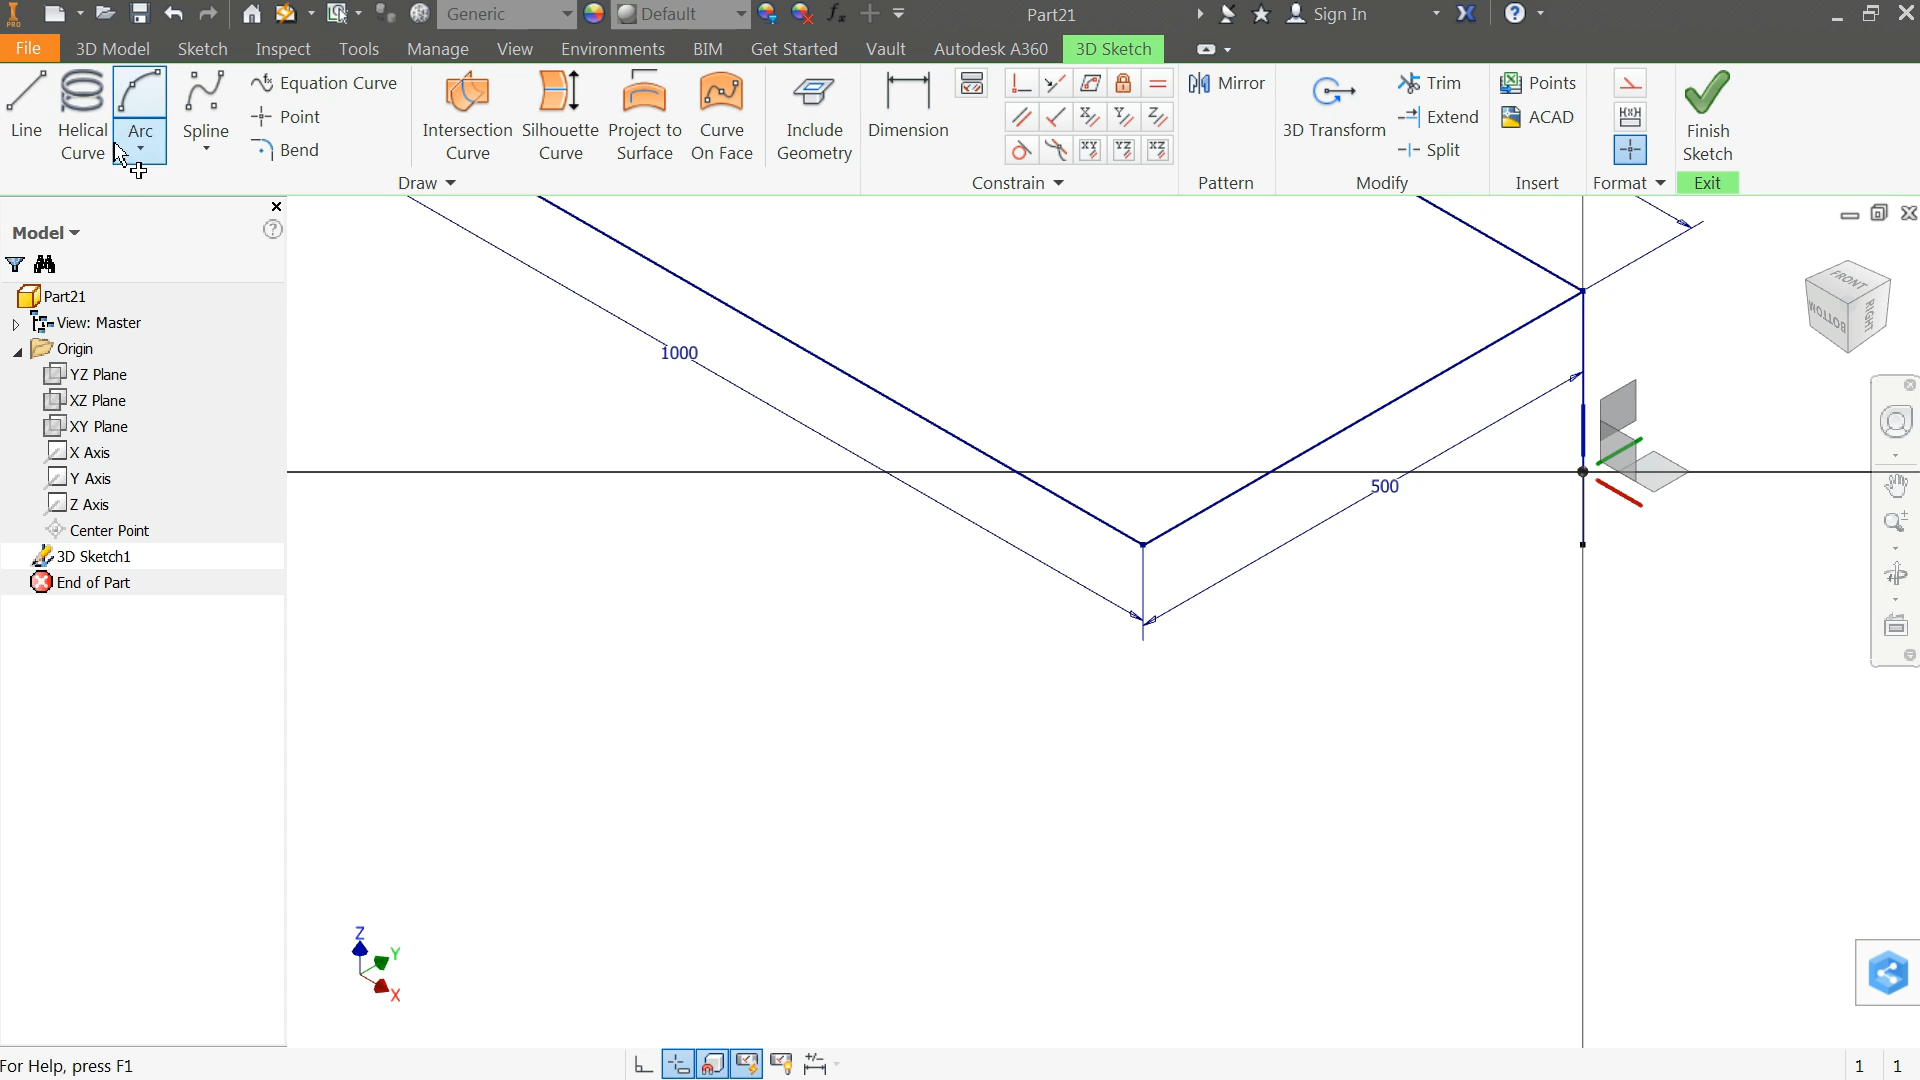 PRO
Generic
Default
fx
Part21
Sign In
File
3D Model
Sketch
Inspect
Tools
Manage
View
Environments
BIM
Get Started
Vault
Autodesk A360
3D Sketch
Line
Helical Curve
Arc
Spline
Equation Curve
Point
Bend
Intersection Curve
Silhouette Curve
Project to Surface
Curve On Face
Include Geometry
Dimension
Mirror
3D Transform
Trim
Extend
Split
Points
ACAD
Finish Sketch
Draw
Constrain
Pattern
Modify
Insert
Format
Exit
Model
Part21
View: Master
Origin
YZ Plane
XZ Plane
XY Plane
X Axis
Y Axis
Z Axis
Center Point
3D Sketch1
End of Part
1000
500
FRONT
BOTTOM
RIGHT
Z
Y
X
For Help, press F1
1
1